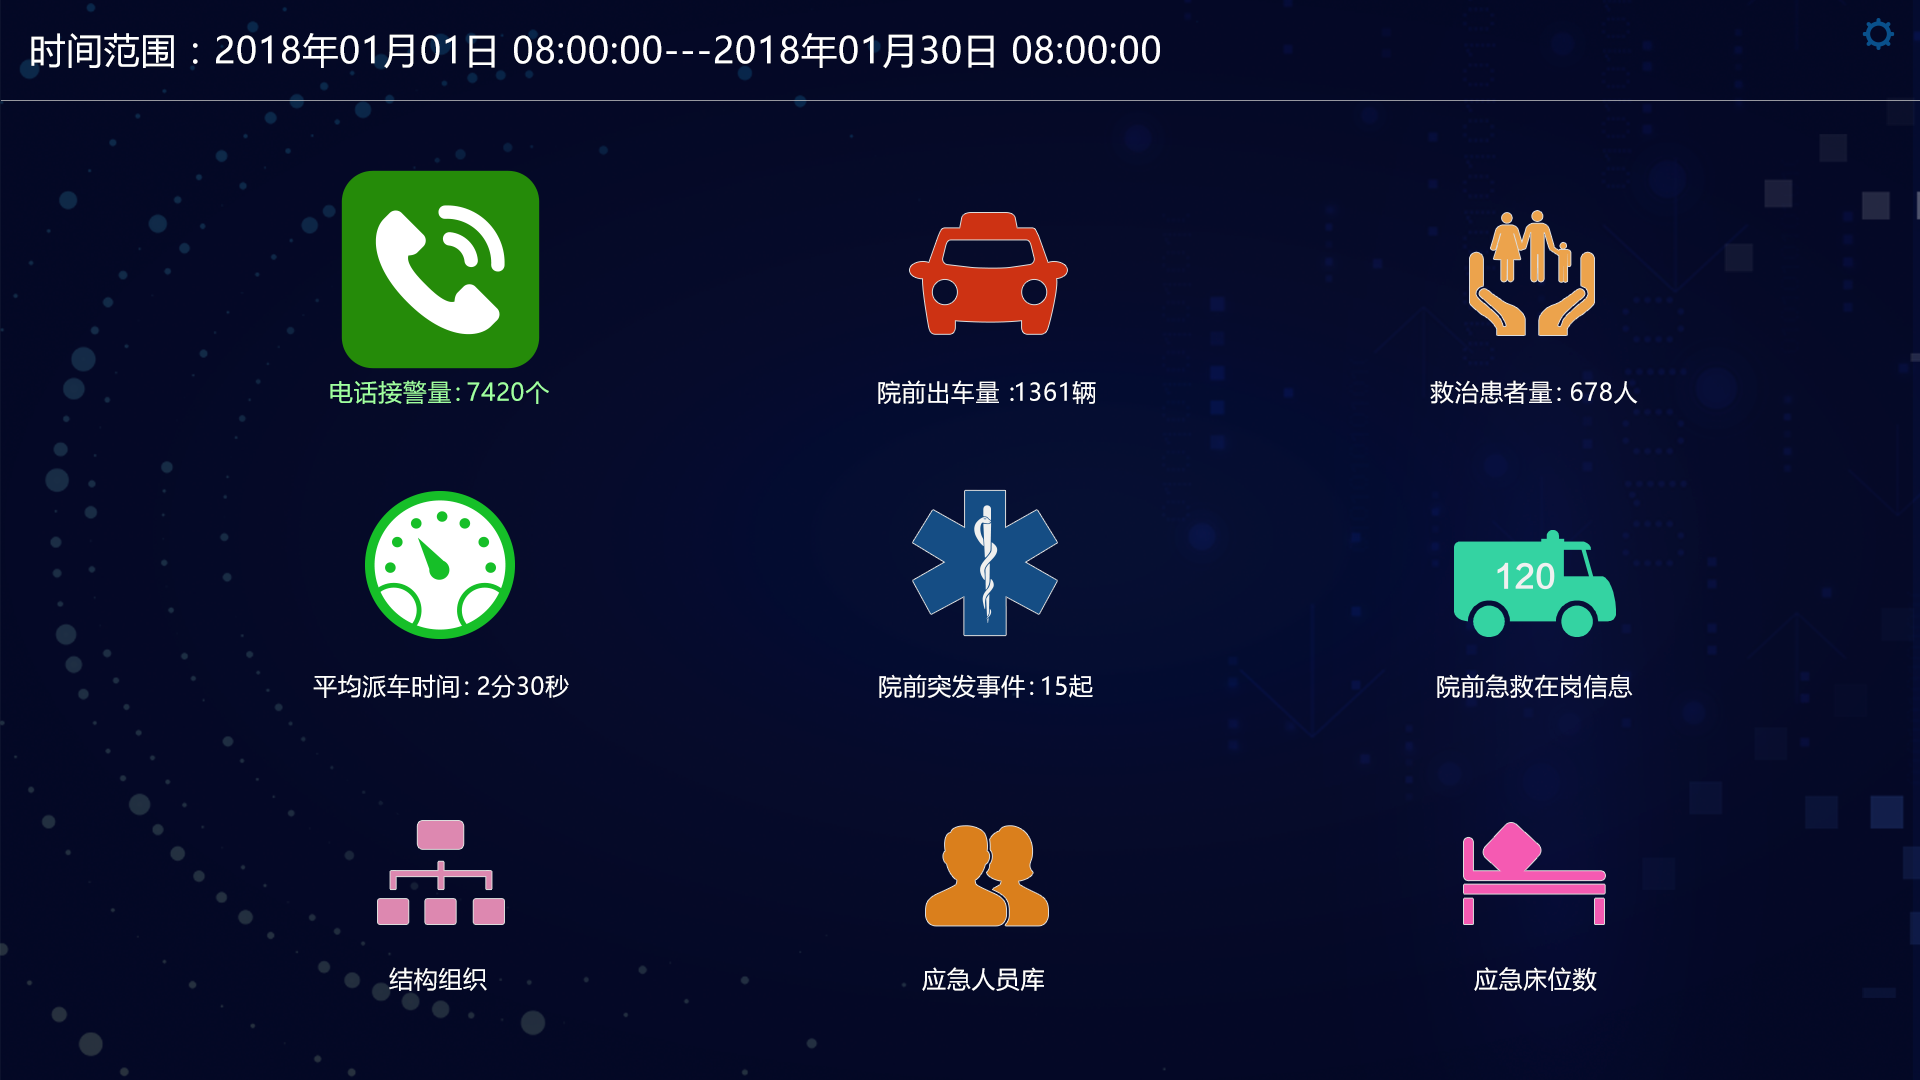 时间范围：2018年01月01日 08:00:00---2018年01月30日 08:00:00
电话接警量: 7420个
院前出车量 :1361辆
救治患者量: 678人
120
平均派车时间: 2分30秒
院前突发事件: 15起
院前急救在岗信息
结构组织
应急人员库
应急床位数